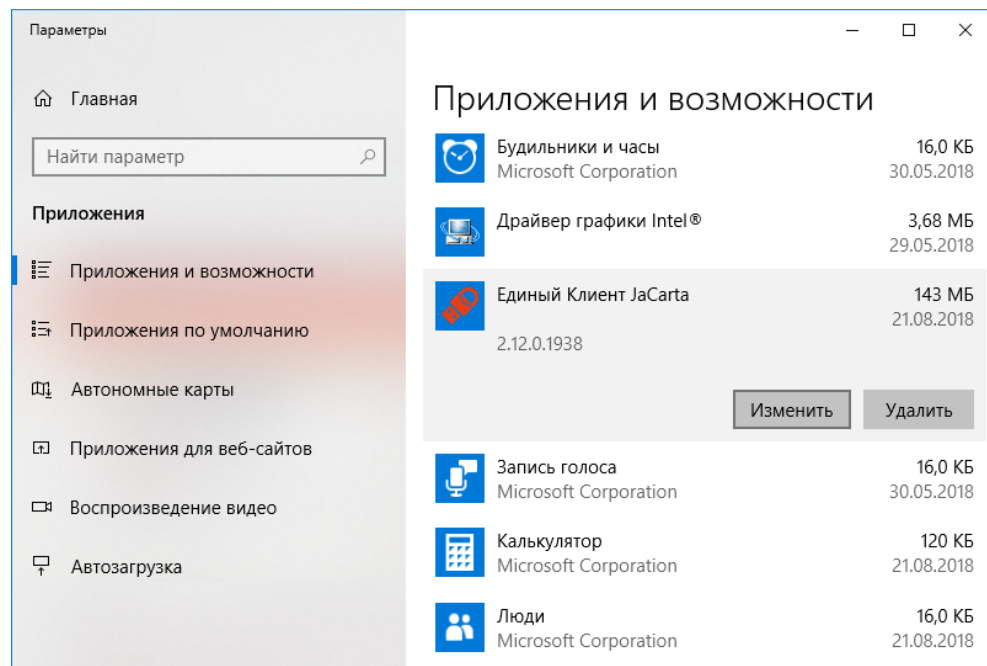 Параметры
Главная
Найти параметр
Приложения
Приложения и возможности
Приложения по умолчанию
Автономные карты
Приложения для веб-сайтов
Воспроизведение видео
Автозагрузка
Приложения и возможности
Будильники и часы 16,0 КБ
Microsoft Corporation 30.05.2018
Драйвер графики Intel® 3,68 МБ
29.05.2018
Единый Клиент JaCarta 143 МБ
21.08.2018
2.12.0.1938
Изменить Удалить
Запись голоса 16,0 КБ
Microsoft Corporation 30.05.2018
Калькулятор 120 КБ
Microsoft Corporation 21.08.2018
Люди 16,0 КБ
Microsoft Corporation 21.08.2018